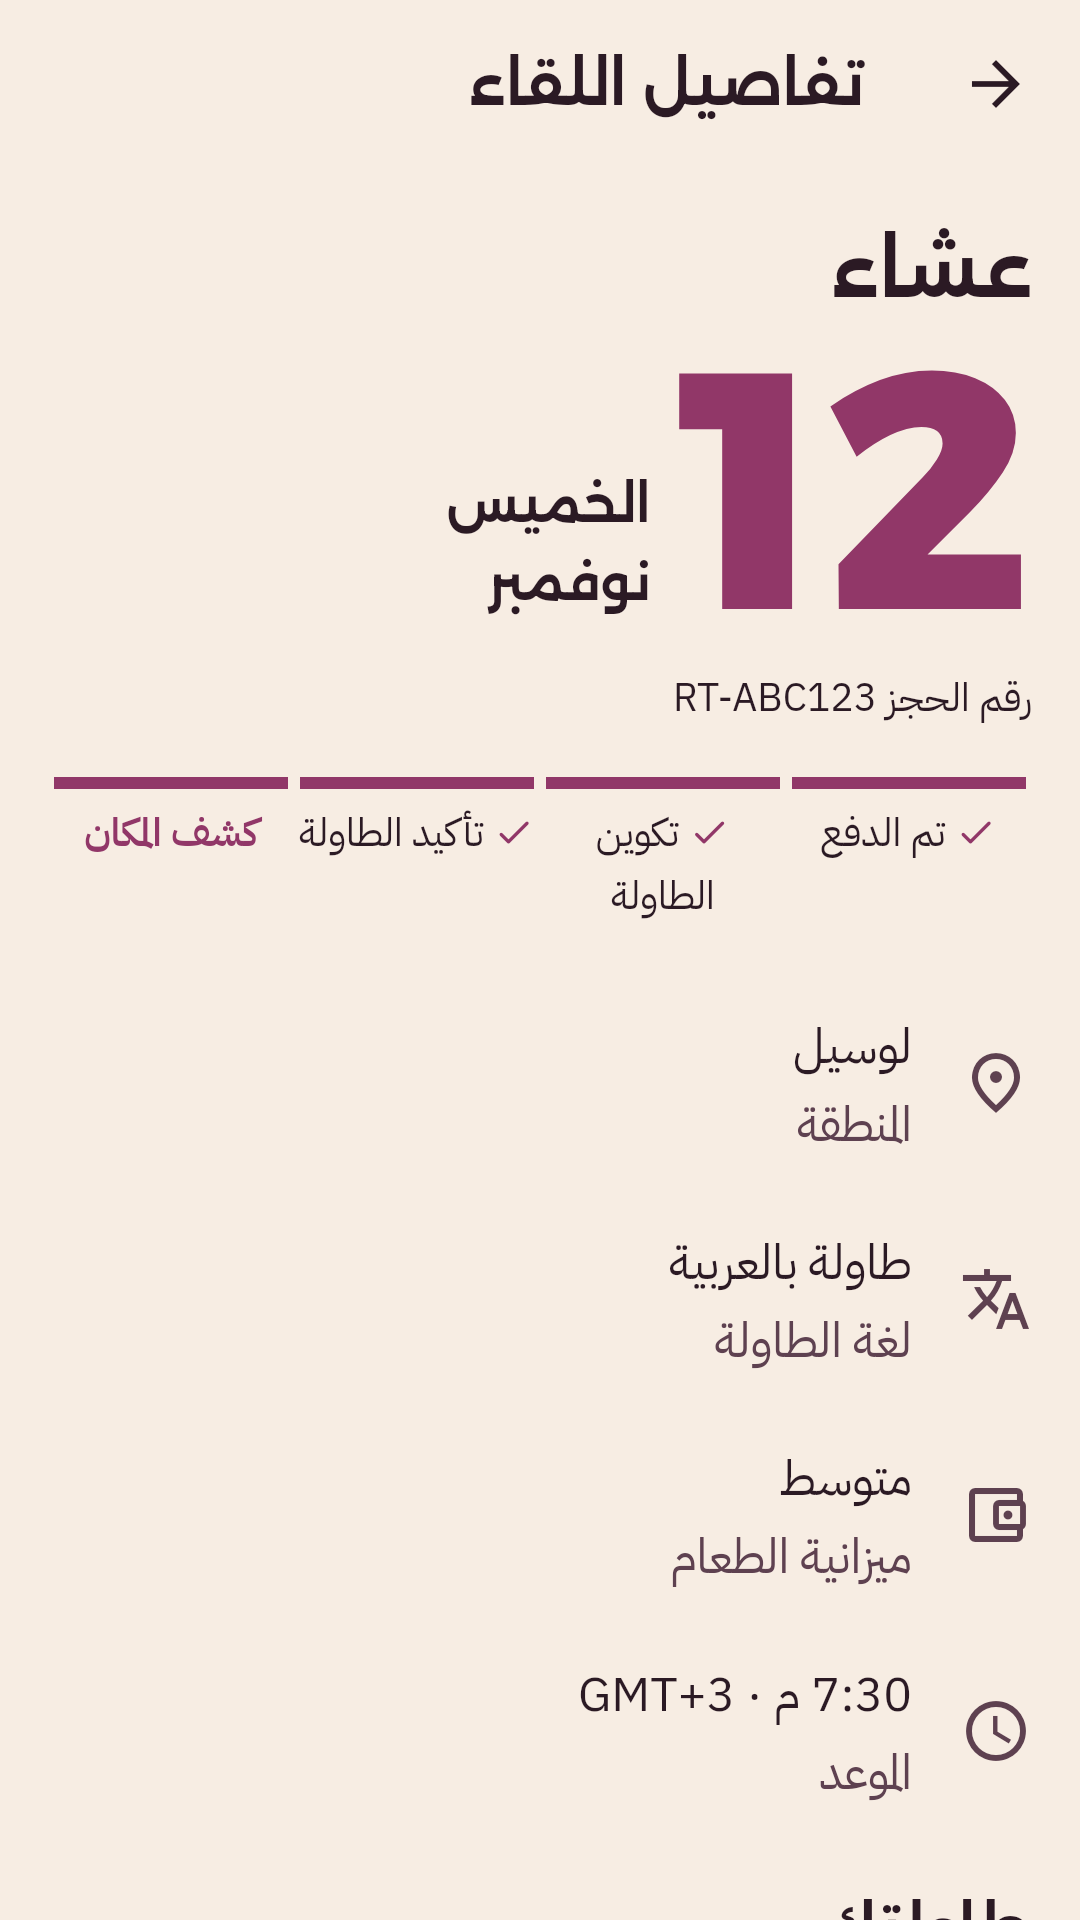 تفاصيل اللقاء
عشاء
12
الخميس
نوفمبر
رقم الحجز RT-ABC123
تم الدفع
تكوين الطاولة
تأكيد الطاولة
كشف المكان
لوسيل
المنطقة
طاولة بالعربية
لغة الطاولة
متوسط
ميزانية الطعام
7:30 م · GMT+3
الموعد